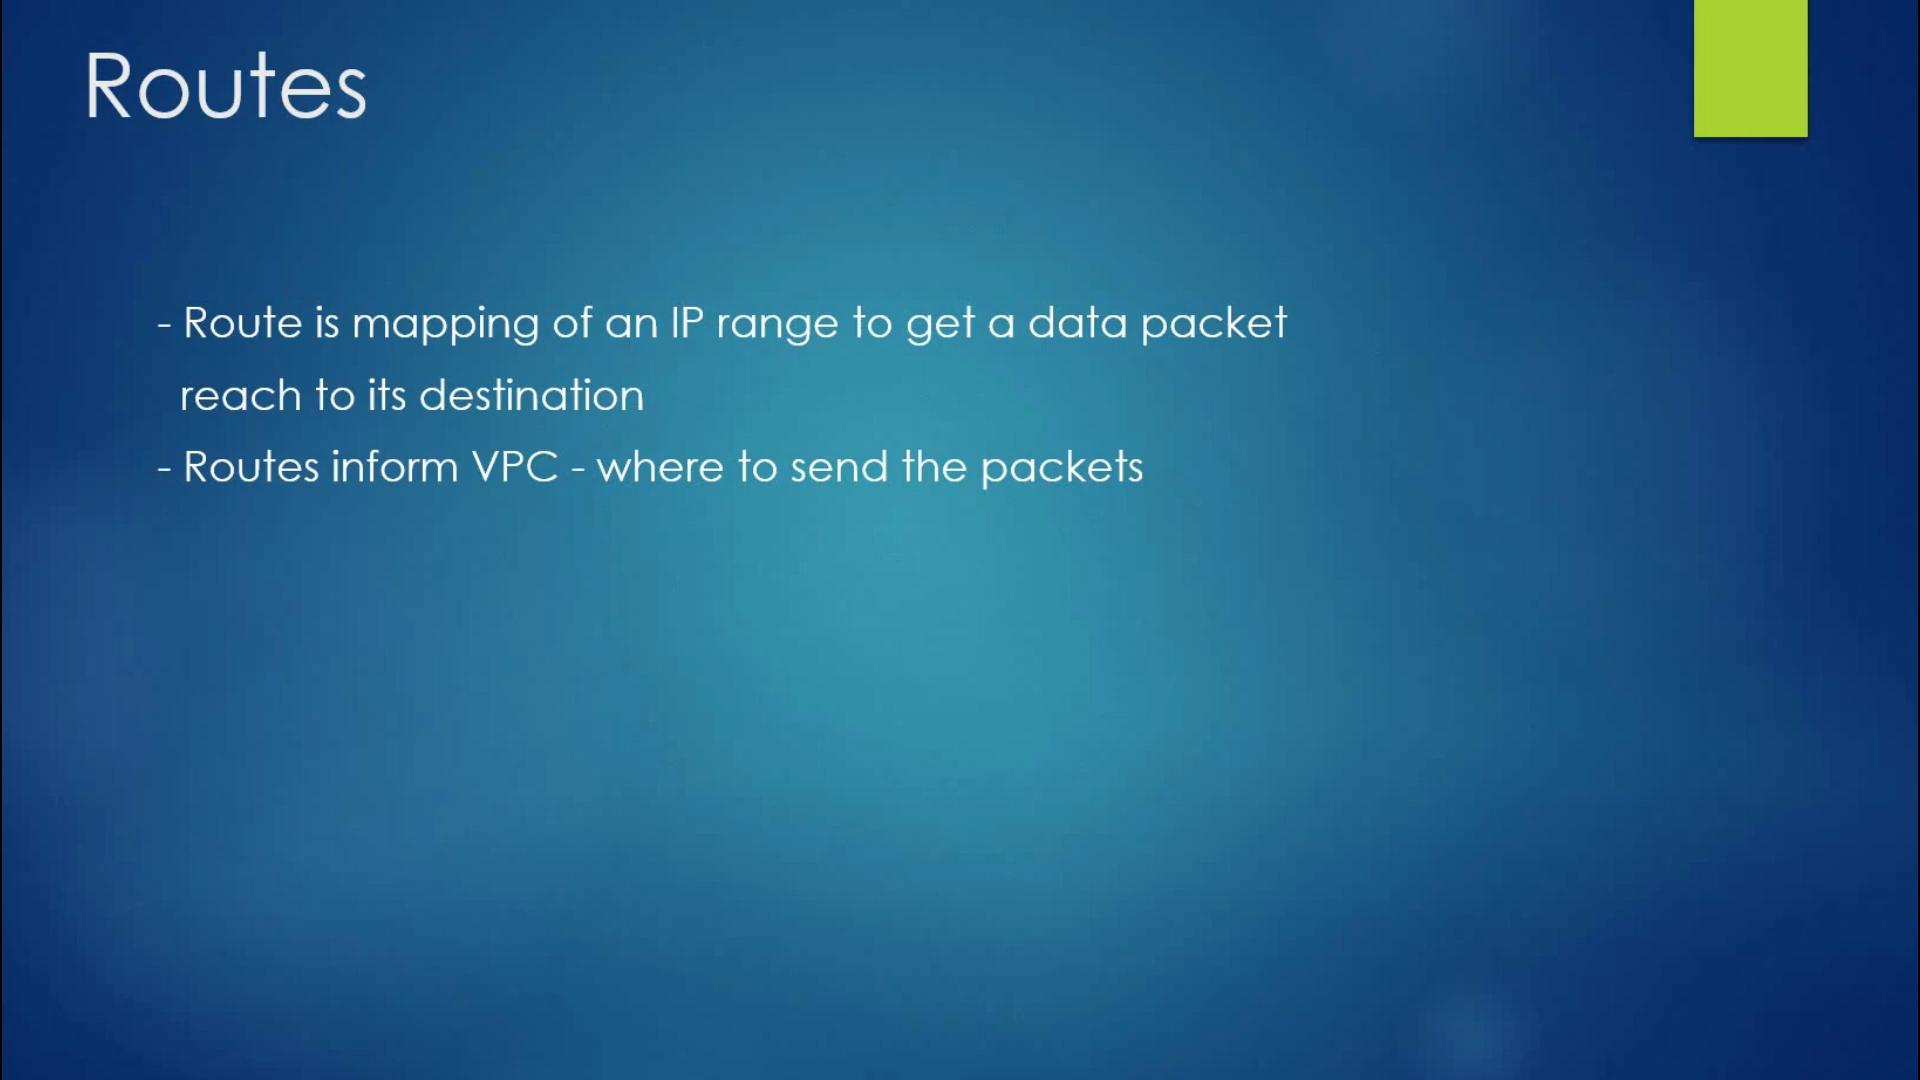 Routes
- Route is mapping of an IP range to get a data packet
reach to its destination
- Routes inform VPC - where to send the packets